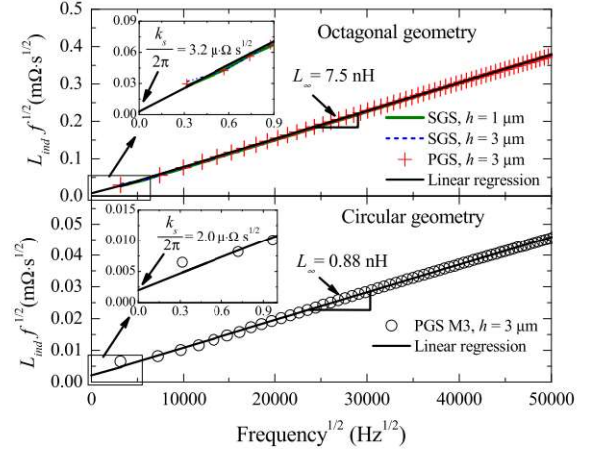 0.5
0.4
0.3
0.2
0.1
0.0
L_ind f^1/2 (mΩ·s^1/2)
0.09
0.06
0.03
0.00
0.0 0.3 0.6 0.9
k_s/2π = 3.2 μ·Ω s^1/2
Octagonal geometry
L_∞ = 7.5 nH
SGS, h = 1 μm
SGS, h = 3 μm
PGS, h = 3 μm
Linear regression
0.05
0.04
0.03
0.02
0.01
0.00
L_ind f^1/2 (mΩ·s^1/2)
0.015
0.010
0.005
0.000
0.0 0.5 1.0
k_s/2π = 2.0 μ·Ω s^1/2
Circular geometry
L_∞ = 0.88 nH
PGS M3, h = 3 μm
Linear regression
0 10000 20000 30000 40000 50000
Frequency^1/2 (Hz^1/2)